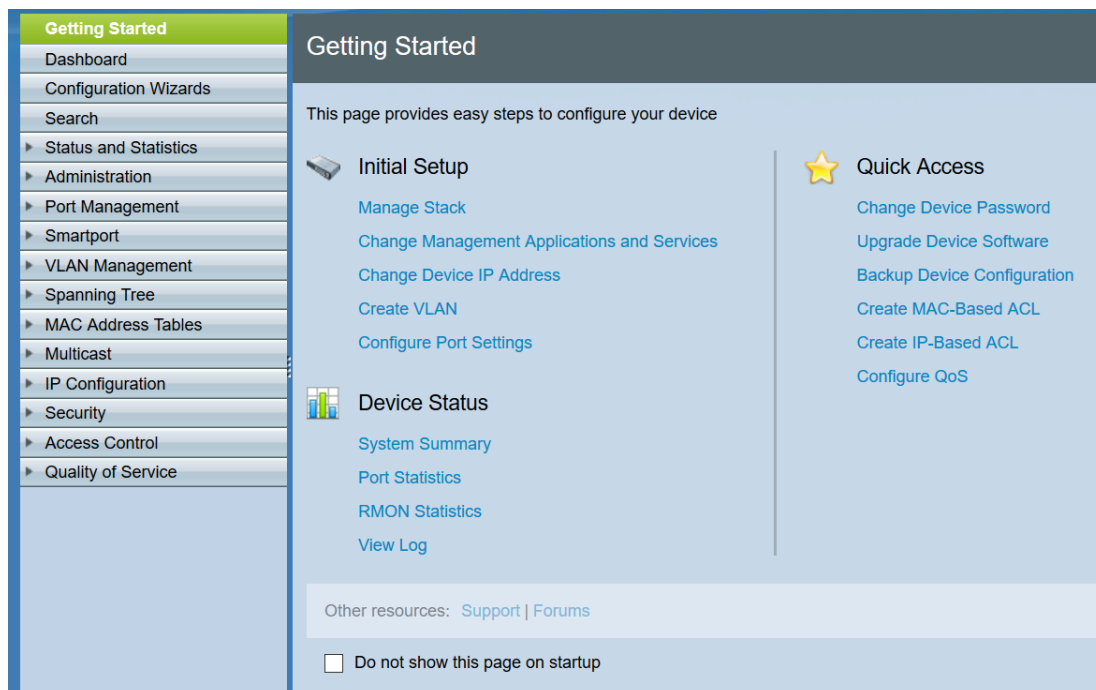 Getting Started
Dashboard
Configuration Wizards
Search
Status and Statistics
Administration
Port Management
Smartport
VLAN Management
Spanning Tree
MAC Address Tables
Multicast
IP Configuration
Security
Access Control
Quality of Service
Getting Started
This page provides easy steps to configure your device
Initial Setup
Manage Stack
Change Management Applications and Services
Change Device IP Address
Create VLAN
Configure Port Settings
Device Status
System Summary
Port Statistics
RMON Statistics
View Log
Quick Access
Change Device Password
Upgrade Device Software
Backup Device Configuration
Create MAC-Based ACL
Create IP-Based ACL
Configure QoS
Other resources: Support | Forums
Do not show this page on startup